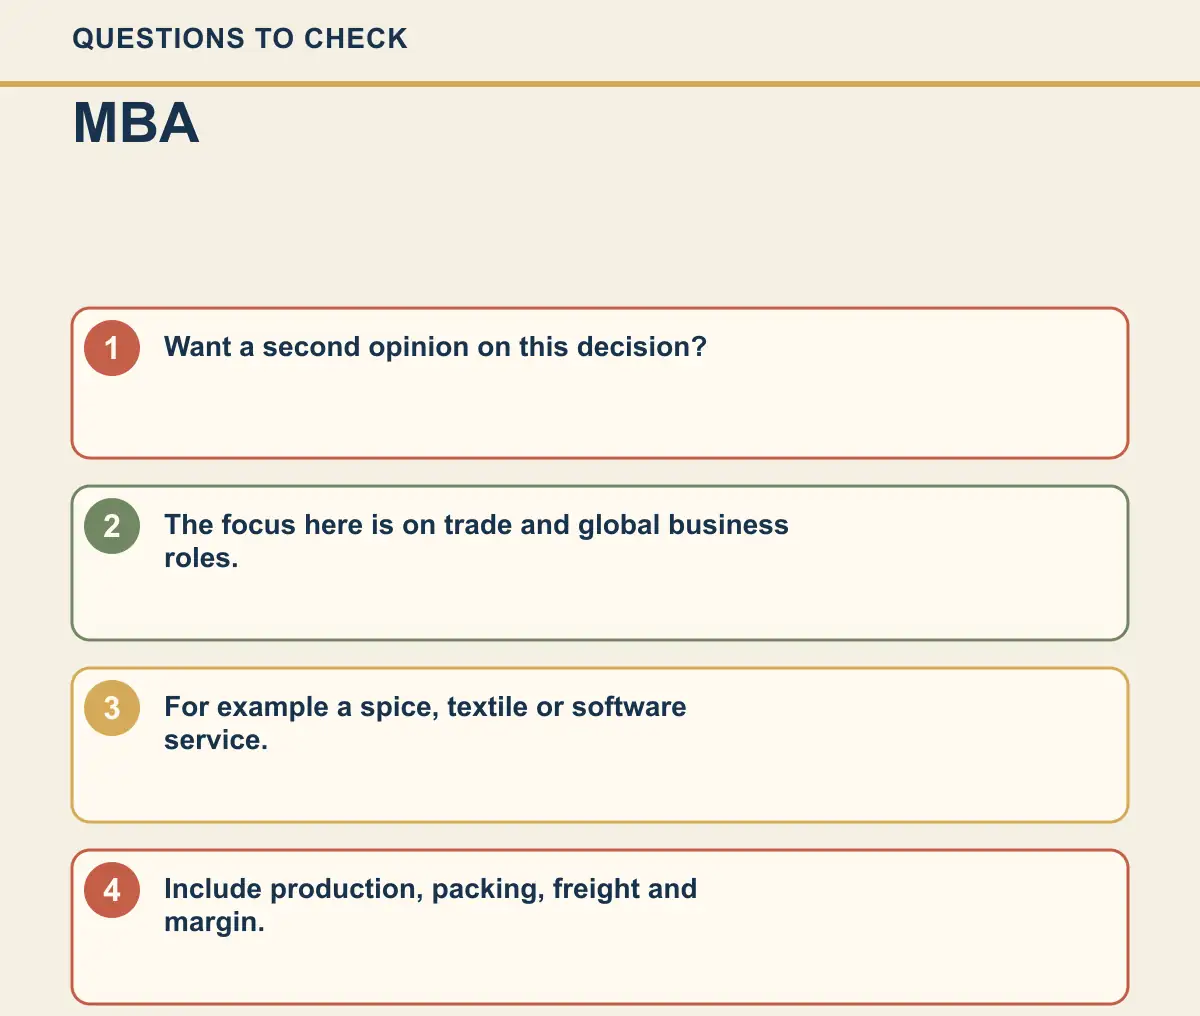 QUESTIONS TO CHECK
MBA
1
Want a second opinion on this decision?
2
The focus here is on trade and global business
roles.
3
For example a spice, textile or software
service.
4
Include production, packing, freight and
margin.